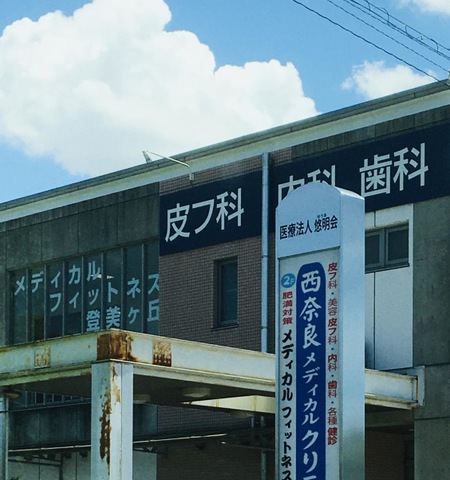 皮フ科 内科 歯科
メディカル
フィットネス
登美ヶ丘
医療法人 悠明会
皮フ科・美容皮フ科・内科・歯科・各種健診
西奈良メディカルクリニ
2F
肥満対策 メディカルフィットネス